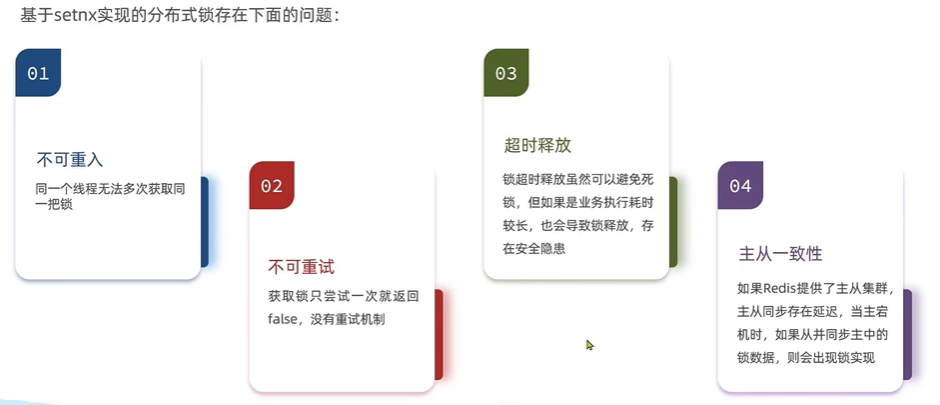 基于setnx实现的分布式锁存在下面的问题：
01
不可重入
同一个线程无法多次获取同
一把锁
02
不可重试
获取锁只尝试一次就返回
false，没有重试机制
03
超时释放
锁超时释放虽然可以避免死
锁，但如果是业务执行耗时
较长，也会导致锁释放，存
在安全隐患
04
主从一致性
如果Redis提供了主从集群，
主从同步存在延迟，当主宕
机时，如果从并同步主中的
锁数据，则会出现锁实现